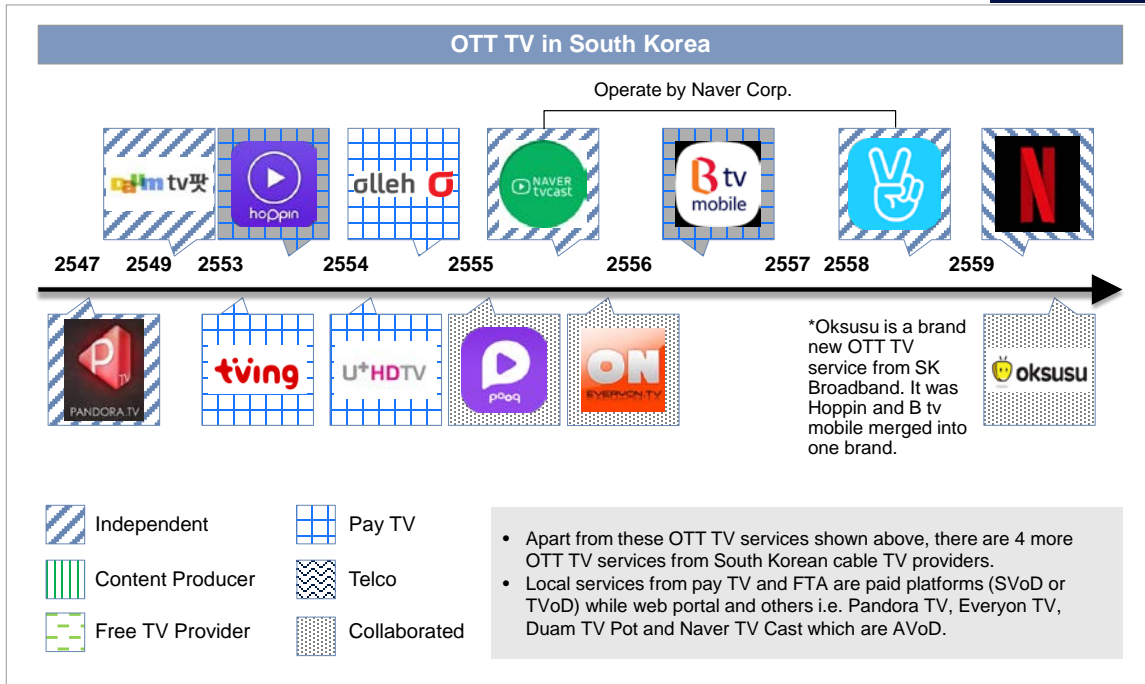 OTT TV in South Korea
Operate by Naver Corp.
Daum tv팟
hoppin
olleh
NAVER
tvcast
B tv
mobile
N
2547 2549 2553 2554 2555 2556 2557 2558 2559
P
TV
PANDORA.TV
tving
U+HDTV
pooq
ON
EVERYON.TV
*Oksusu is a brand
new OTT TV
service from SK
Broadband. It was
Hoppin and B tv
mobile merged into
one brand.
oksusu
Independent
Pay TV
Content Producer
Telco
Free TV Provider
Collaborated
• Apart from these OTT TV services shown above, there are 4 more
OTT TV services from South Korean cable TV providers.
• Local services from pay TV and FTA are paid platforms (SVoD or
TVoD) while web portal and others i.e. Pandora TV, Everyon TV,
Duam TV Pot and Naver TV Cast which are AVoD.